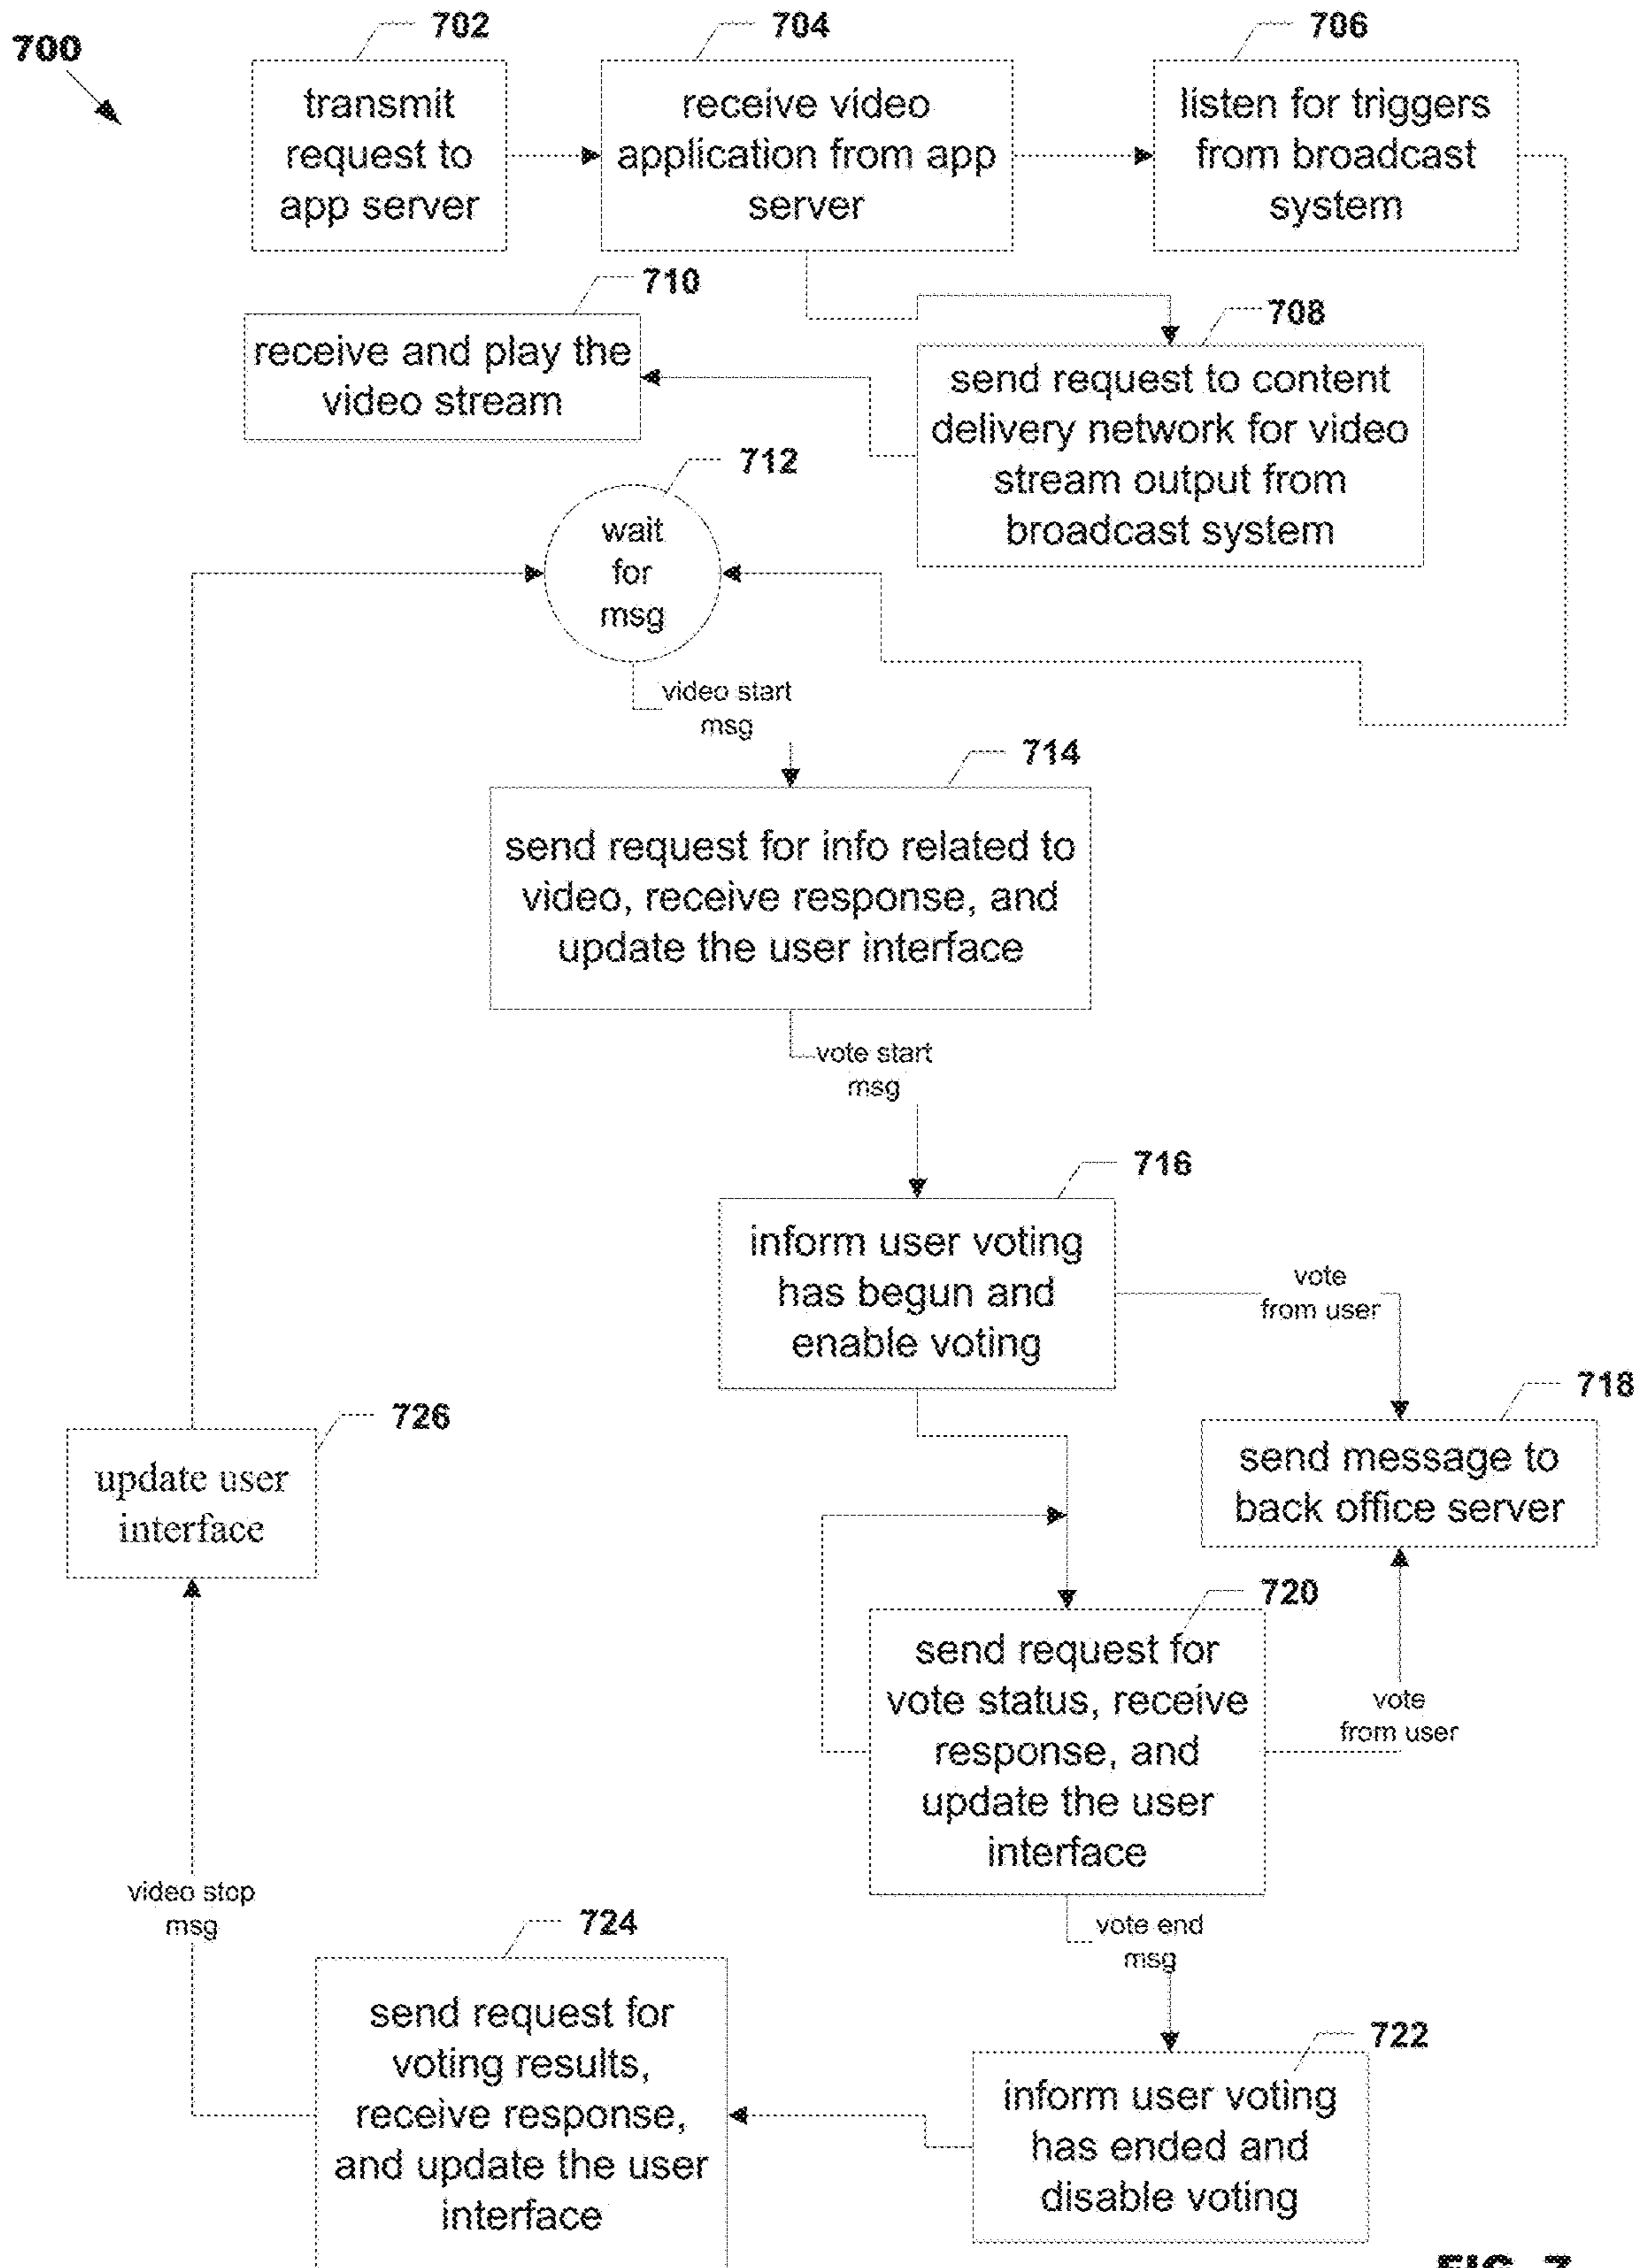 700
702
transmit
request to
app server
704
receive video
application from app
server
706
listen for triggers
from broadcast
system
710
receive and play the
video stream
708
send request to content
delivery network for video
stream output from
broadcast system
712
wait
for
msg
video start
msg
714
send request for info related to
video, receive response, and
update the user interface
vote start
msg
716
inform user voting
has begun and
enable voting
vote
from user
718
send message to
back office server
726
update user
interface
720
send request for
vote status, receive
response, and
update the user
interface
vote
from user
video stop
msg
vote end
msg
724
send request for
voting results,
receive response,
and update the user
interface
722
inform user voting
has ended and
disable voting
FIG. 7